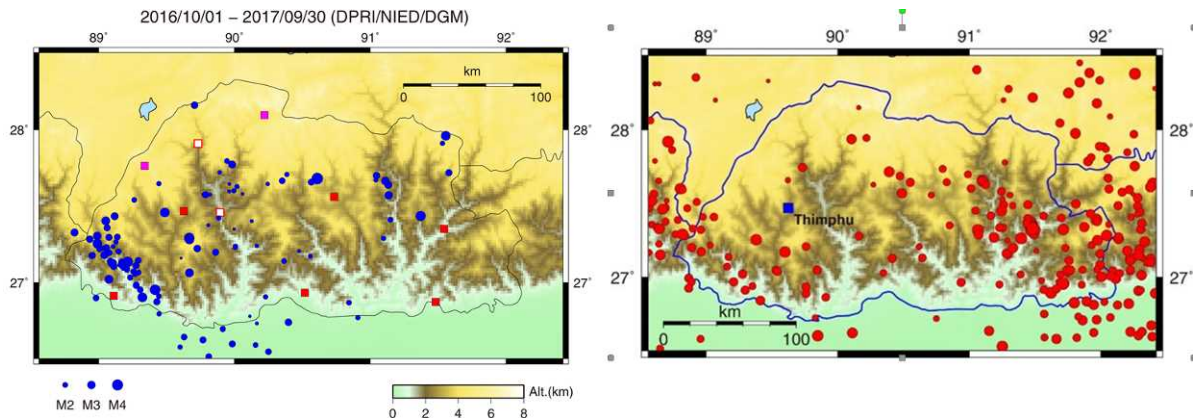 2016/10/01 − 2017/09/30 (DPRI/NIED/DGM)
89˚ 90˚ 91˚ 92˚
km
0 100
28˚ 28˚
27˚ 27˚
M2 M3 M4
Alt.(km)
0 2 4 6 8
89˚ 90˚ 91˚ 92˚
28˚ 28˚
Thimphu
27˚ 27˚
km
0 100